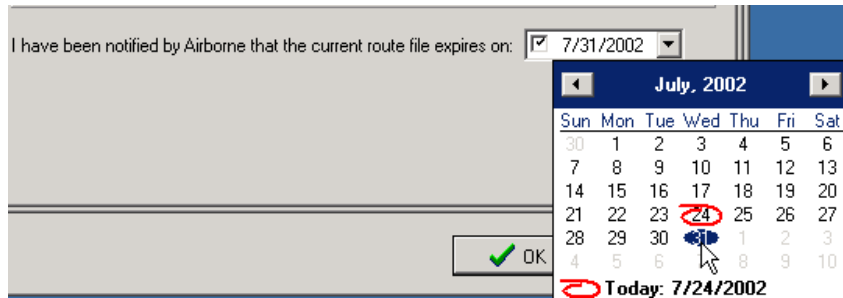 I have been notified by Airborne that the current route file expires on: 7/31/2002
July, 2002
Sun Mon Tue Wed Thu Fri Sat
30 1 2 3 4 5 6
7 8 9 10 11 12 13
14 15 16 17 18 19 20
21 22 23 24 25 26 27
28 29 30 31 1 2 3
4 5 6 8 9 10
OK
Today: 7/24/2002